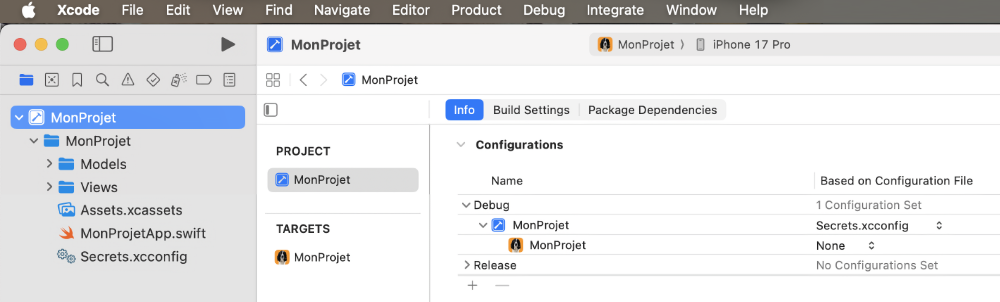 Xcode File Edit View Find Navigate Editor Product Debug Integrate Window Help
MonProjet
MonProjet iPhone 17 Pro
MonProjet
Info Build Settings Package Dependencies
MonProjet
MonProjet
Models
Views
Assets.xcassets
MonProjetApp.swift
Secrets.xcconfig
PROJECT
MonProjet
TARGETS
MonProjet
Configurations
Name Based on Configuration File
Debug 1 Configuration Set
MonProjet Secrets.xcconfig
MonProjet None
Release No Configurations Set